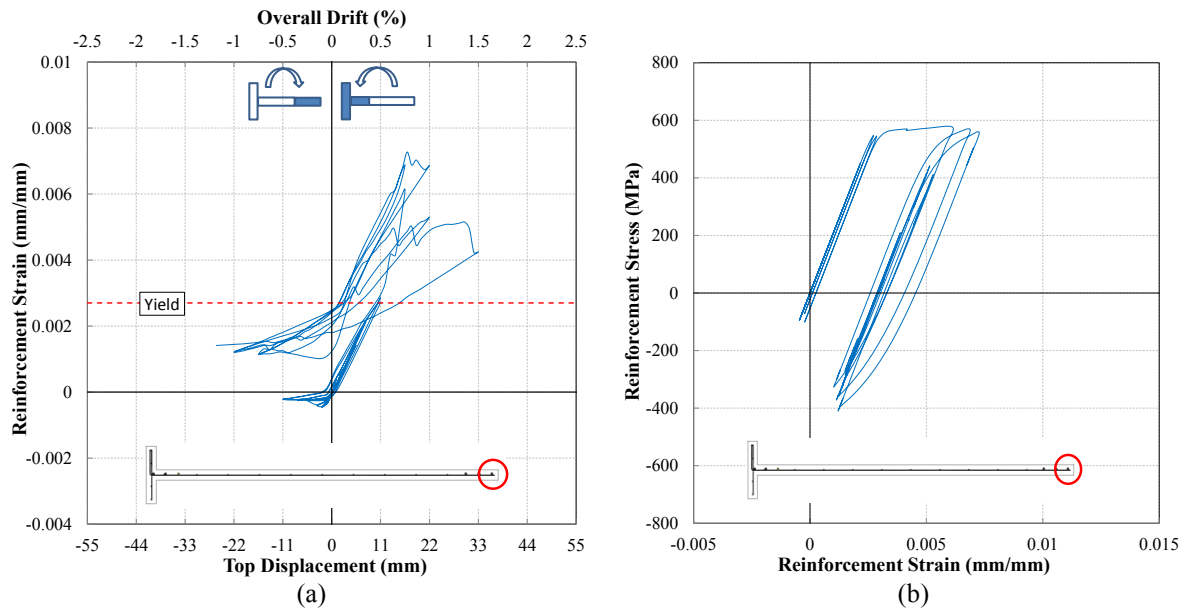 Overall Drift (%)
-2.5 -2 -1.5 -1 -0.5 0 0.5 1 1.5 2 2.5
Reinforcement Strain (mm/mm)
0.01
0.008
0.006
0.004
0.002
0
-0.002
-0.004
Yield
-55 -44 -33 -22 -11 0 11 22 33 44 55
Top Displacement (mm)
(a)
Reinforcement Stress (MPa)
800
600
400
200
0
-200
-400
-600
-800
-0.005 0 0.005 0.01 0.015
Reinforcement Strain (mm/mm)
(b)